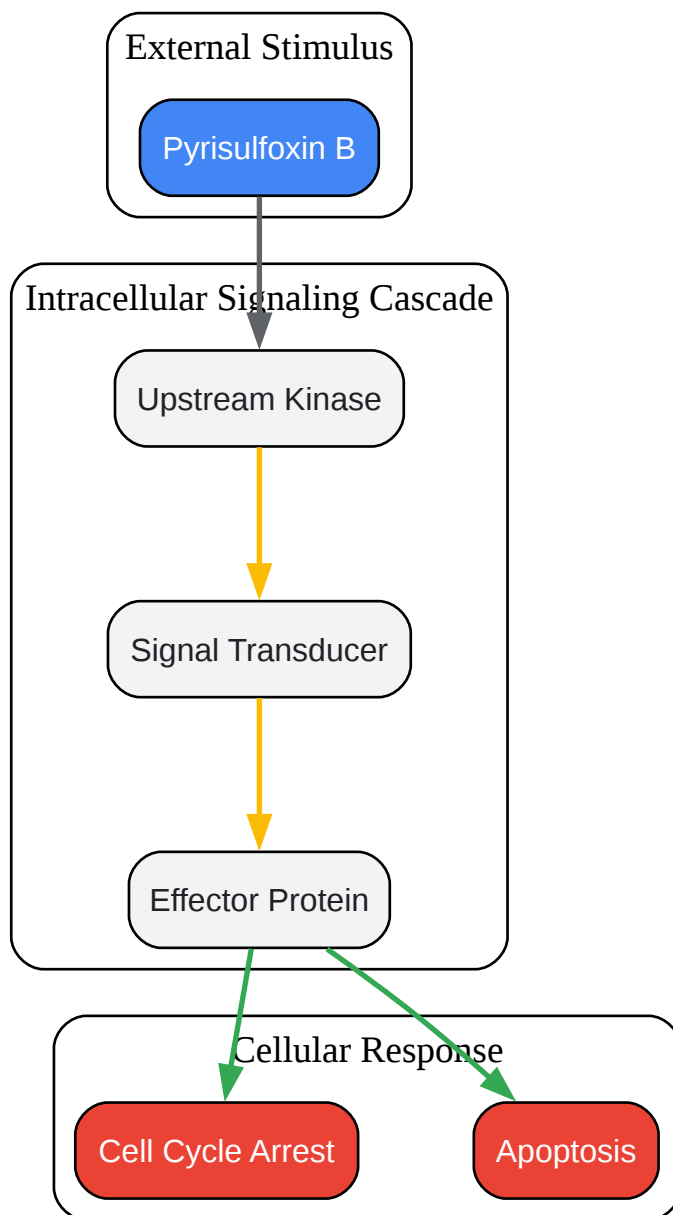 External Stimulus
Pyrisulfoxin B
Intracellular Signaling Cascade
Upstream Kinase
Signal Transducer
Effector Protein
Cellular Response
Cell Cycle Arrest
Apoptosis